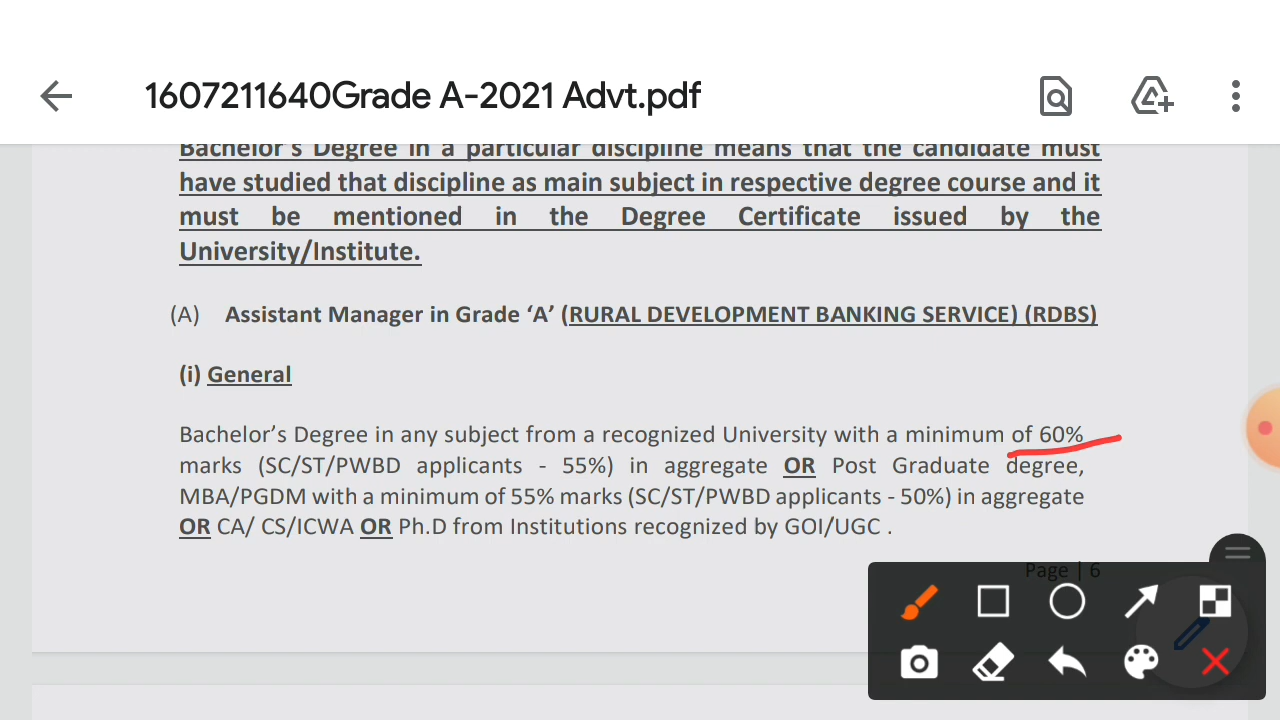 1607211640Grade A-2021 Advt.pdf
Bachelor's Degree in a particular discipline means that the candidate must
have studied that discipline as main subject in respective degree course and it
must be mentioned in the Degree Certificate issued by the
University/Institute.
(A) Assistant Manager in Grade ‘A’ (RURAL DEVELOPMENT BANKING SERVICE) (RDBS)
(i) General
Bachelor’s Degree in any subject from a recognized University with a minimum of 60%
marks (SC/ST/PWBD applicants - 55%) in aggregate OR Post Graduate degree,
MBA/PGDM with a minimum of 55% marks (SC/ST/PWBD applicants - 50%) in aggregate
OR CA/ CS/ICWA OR Ph.D from Institutions recognized by GOI/UGC .
Page | 6